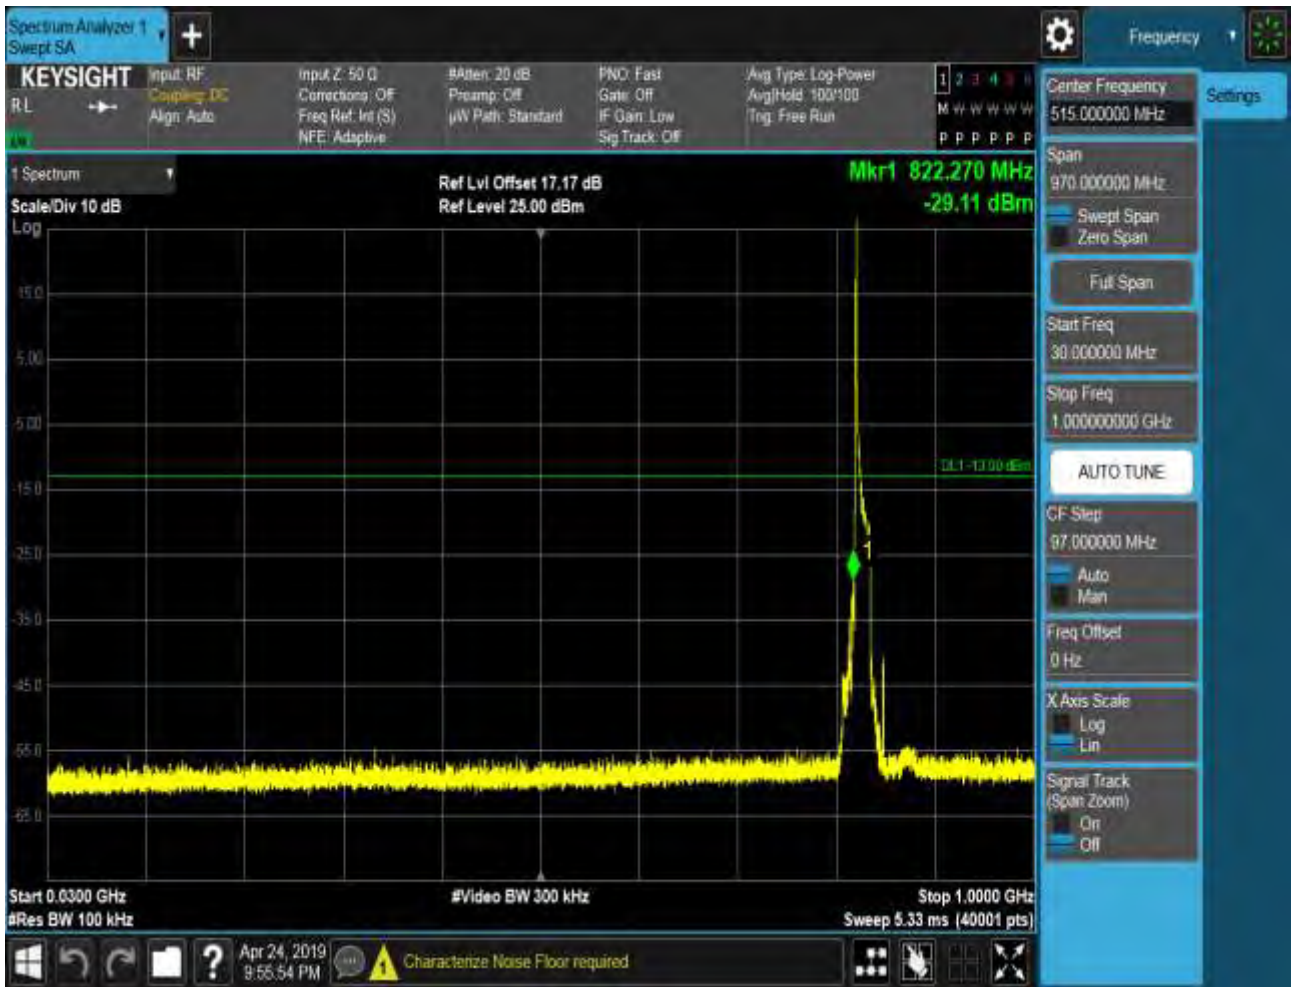 Spectrum Analyzer 1
Swept SA
Frequency
KEYSIGHT
RL
Input: RF
Coupling: DC
Align: Auto
Input Z: 50 Ω
Corrections: Off
Freq Ref: Int (S)
NFE: Adaptive
#Atten: 20 dB
Preamp: Off
µW Path: Standard
PNO: Fast
Gate: Off
IF Gain: Low
Sig Track: Off
Avg Type: Log-Power
Avg|Hold: 100/100
Trig: Free Run
1 2 3 4 5 6
M W W W W W
P P P P P P
Center Frequency
515.000000 MHz
Settings
Span
970.000000 MHz
Swept Span
Zero Span
Full Span
Start Freq
30.000000 MHz
Stop Freq
1.000000000 GHz
AUTO TUNE
CF Step
97.000000 MHz
Auto
Man
Freq Offset
0 Hz
X Axis Scale
Log
Lin
Signal Track
(Span Zoom)
On
Off
1 Spectrum
Scale/Div 10 dB
Log
Ref Lvl Offset 17.17 dB
Ref Level 25.00 dBm
Mkr1 822.270 MHz
-29.11 dBm
15.0
5.00
-5.00
DL1 -13.00 dBm
-15.0
1
-25.0
-35.0
-45.0
-55.0
-65.0
Start 0.0300 GHz
#Video BW 300 kHz
Stop 1.0000 GHz
#Res BW 100 kHz
Sweep 5.33 ms (40001 pts)
?
Apr 24, 2019
9:55:54 PM
Characterize Noise Floor required